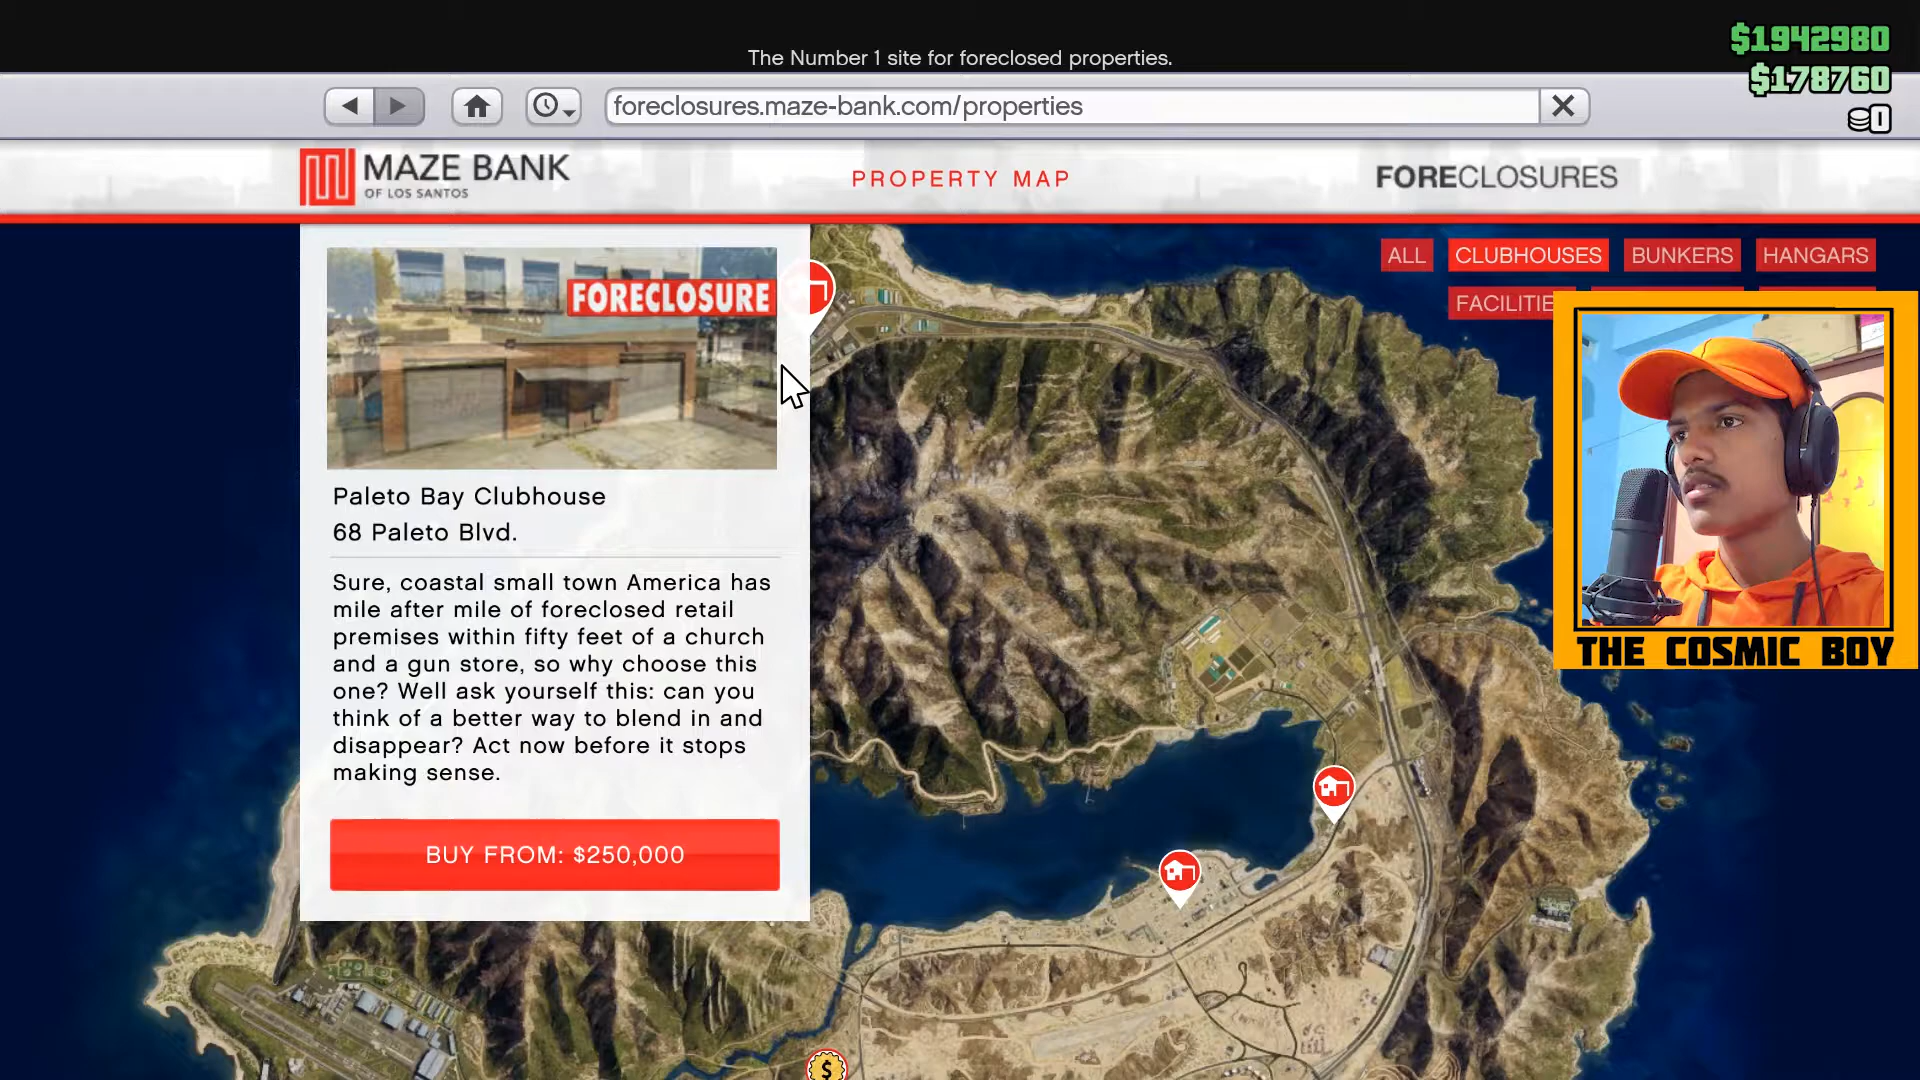 The Number 1 site for foreclosed properties.
$1942980
$178760
1
foreclosures.maze-bank.com/properties
MAZE BANK
OF LOS SANTOS
PROPERTY MAP
FORECLOSURES
ALL
CLUBHOUSES
BUNKERS
HANGARS
FORECLOSURE
Paleto Bay Clubhouse
68 Paleto Blvd.
Sure, coastal small town America has
mile after mile of foreclosed retail
premises within fifty feet of a church
and a gun store, so why choose this
one? Well ask yourself this: can you
think of a better way to blend in and
disappear? Act now before it stops
making sense.
BUY FROM: $250,000
THE COSMIC BOY
$